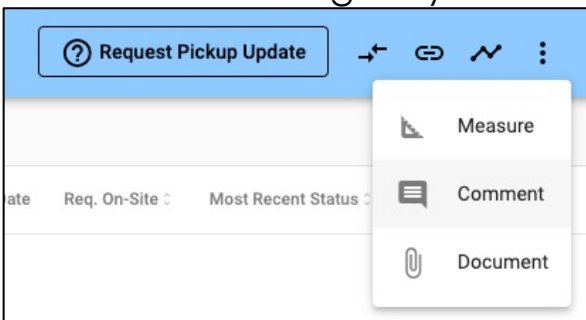 Request Pickup Update
Measure
ate Req. On-Site Most Recent Status
Comment
Document